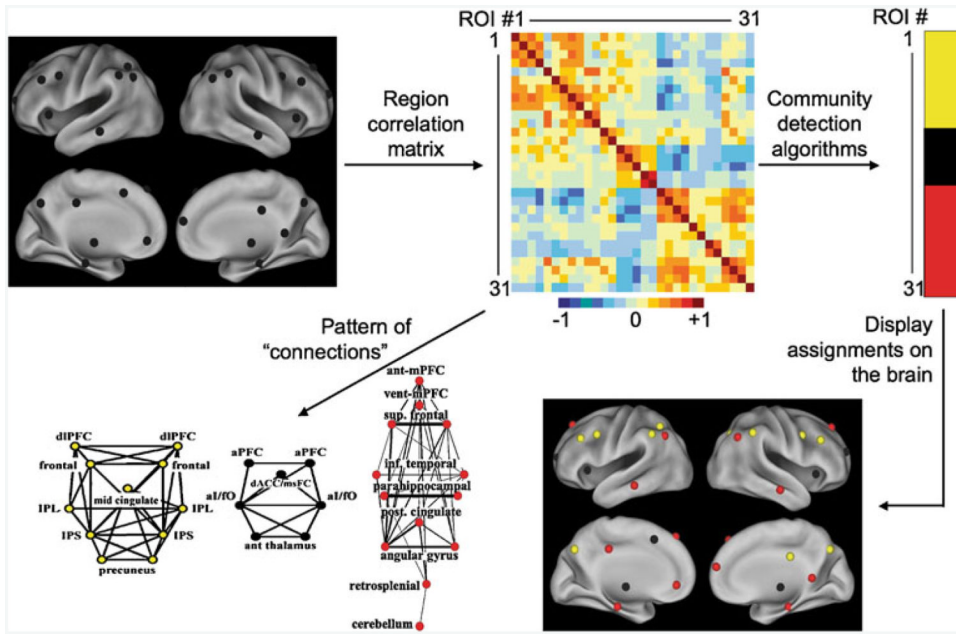 ROI #1
31
ROI #
1
1
Region
correlation
matrix
Community
detection
algorithms
31
31
-1
0
+1
Pattern of
“connections”
Display
assignments on
the brain
ant-mPFC
vent-mPFC
sup. frontal
dlPFC
dlPFC
aPFC
aPFC
frontal
frontal
inf. temporal
dACC/msFC
parahippocampal
mid cingulate
IPL
IPL
aI/fO
aI/fO
post. cingulate
IPS
IPS
ant thalamus
angular gyrus
precuneus
retrosplenial
cerebellum